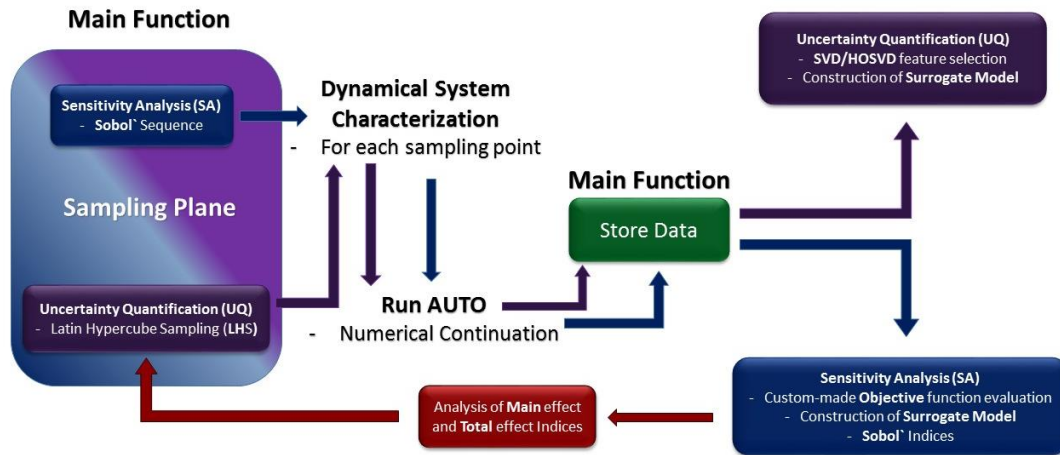 Main Function
Sensitivity Analysis (SA)
- Sobol` Sequence
Sampling Plane
Uncertainty Quantification (UQ)
- Latin Hypercube Sampling (LHS)
Dynamical System
Characterization
- For each sampling point
Run AUTO
- Numerical Continuation
Main Function
Store Data
Uncertainty Quantification (UQ)
- SVD/HOSVD feature selection
- Construction of Surrogate Model
Sensitivity Analysis (SA)
- Custom-made Objective function evaluation
- Construction of Surrogate Model
- Sobol` Indices
Analysis of Main effect
and Total effect Indices